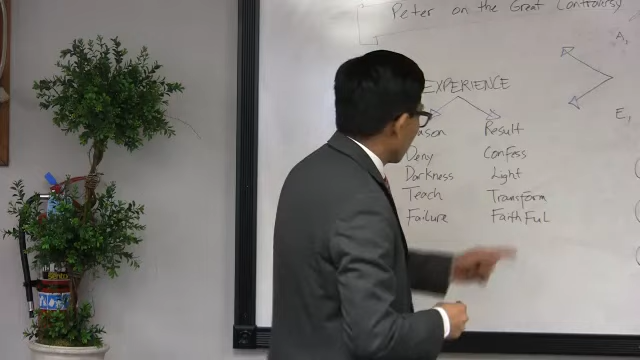 Peter on the Great Controversy
A,
EXPERIENCE
E,
Result
Deny Confess
Darkness Light
Teach Transform
Failure FaithFul